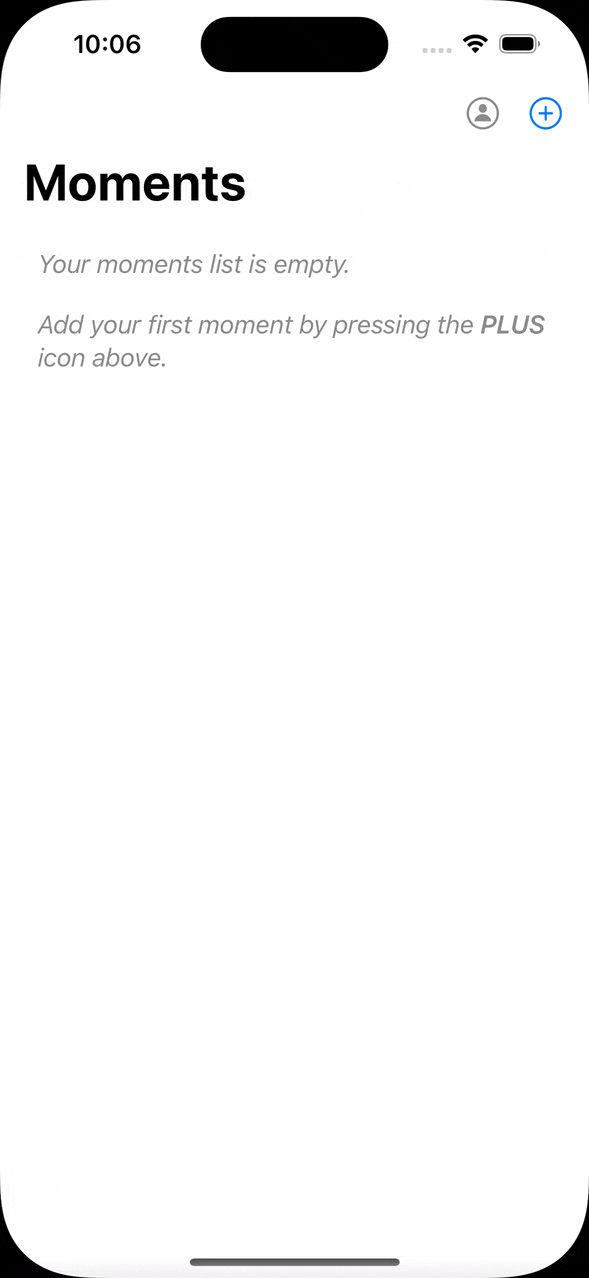 10:06
Moments
Your moments list is empty.
Add your first moment by pressing the PLUS
icon above.